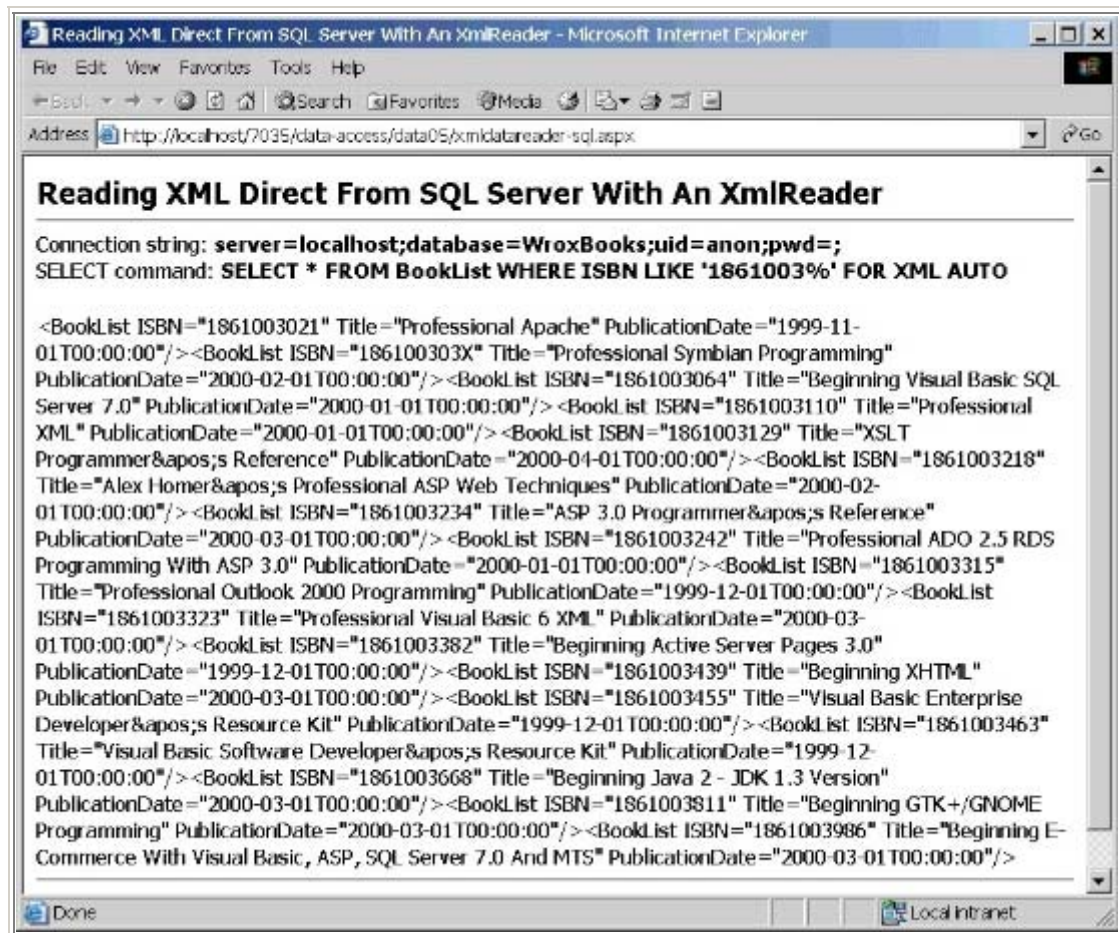 Reading XML Direct From SQL Server With An XmlReader - Microsoft Internet Explorer
File Edit View Favorites Tools Help
Back Search Favorites Media
Address http://localhost/7035/data-access/data05/xmldatareader-sql.aspx Go
Reading XML Direct From SQL Server With An XmlReader
Connection string: server=localhost;database=WroxBooks;uid=anon;pwd=;
SELECT command: SELECT * FROM BookList WHERE ISBN LIKE '1861003%' FOR XML AUTO
<BookList ISBN="1861003021" Title="Professional Apache" PublicationDate="1999-11-
01T00:00:00"/><BookList ISBN="186100303X" Title="Professional Symbian Programming"
PublicationDate="2000-02-01T00:00:00"/><BookList ISBN="1861003064" Title="Beginning Visual Basic SQL
Server 7.0" PublicationDate="2000-01-01T00:00:00"/><BookList ISBN="1861003110" Title="Professional
XML" PublicationDate="2000-01-01T00:00:00"/><BookList ISBN="1861003129" Title="XSLT
Programmer&apos;s Reference" PublicationDate="2000-04-01T00:00:00"/><BookList ISBN="1861003218"
Title="Alex Homer&apos;s Professional ASP Web Techniques" PublicationDate="2000-02-
01T00:00:00"/><BookList ISBN="1861003234" Title="ASP 3.0 Programmer&apos;s Reference"
PublicationDate="2000-03-01T00:00:00"/><BookList ISBN="1861003242" Title="Professional ADO 2.5 RDS
Programming With ASP 3.0" PublicationDate="2000-01-01T00:00:00"/><BookList ISBN="1861003315"
Title="Professional Outlook 2000 Programming" PublicationDate="1999-12-01T00:00:00"/><BookList
ISBN="1861003323" Title="Professional Visual Basic 6 XML" PublicationDate="2000-03-
01T00:00:00"/><BookList ISBN="1861003382" Title="Beginning Active Server Pages 3.0"
PublicationDate="1999-12-01T00:00:00"/><BookList ISBN="1861003439" Title="Beginning XHTML"
PublicationDate="2000-03-01T00:00:00"/><BookList ISBN="1861003455" Title="Visual Basic Enterprise
Developer&apos;s Resource Kit" PublicationDate="1999-12-01T00:00:00"/><BookList ISBN="1861003463"
Title="Visual Basic Software Developer&apos;s Resource Kit" PublicationDate="1999-12-
01T00:00:00"/><BookList ISBN="1861003668" Title="Beginning Java 2 - JDK 1.3 Version"
PublicationDate="2000-03-01T00:00:00"/><BookList ISBN="1861003811" Title="Beginning GTK+/GNOME
Programming" PublicationDate="2000-03-01T00:00:00"/><BookList ISBN="1861003986" Title="Beginning E-
Commerce With Visual Basic, ASP, SQL Server 7.0 And MTS" PublicationDate="2000-03-01T00:00:00"/>
Done Local intranet